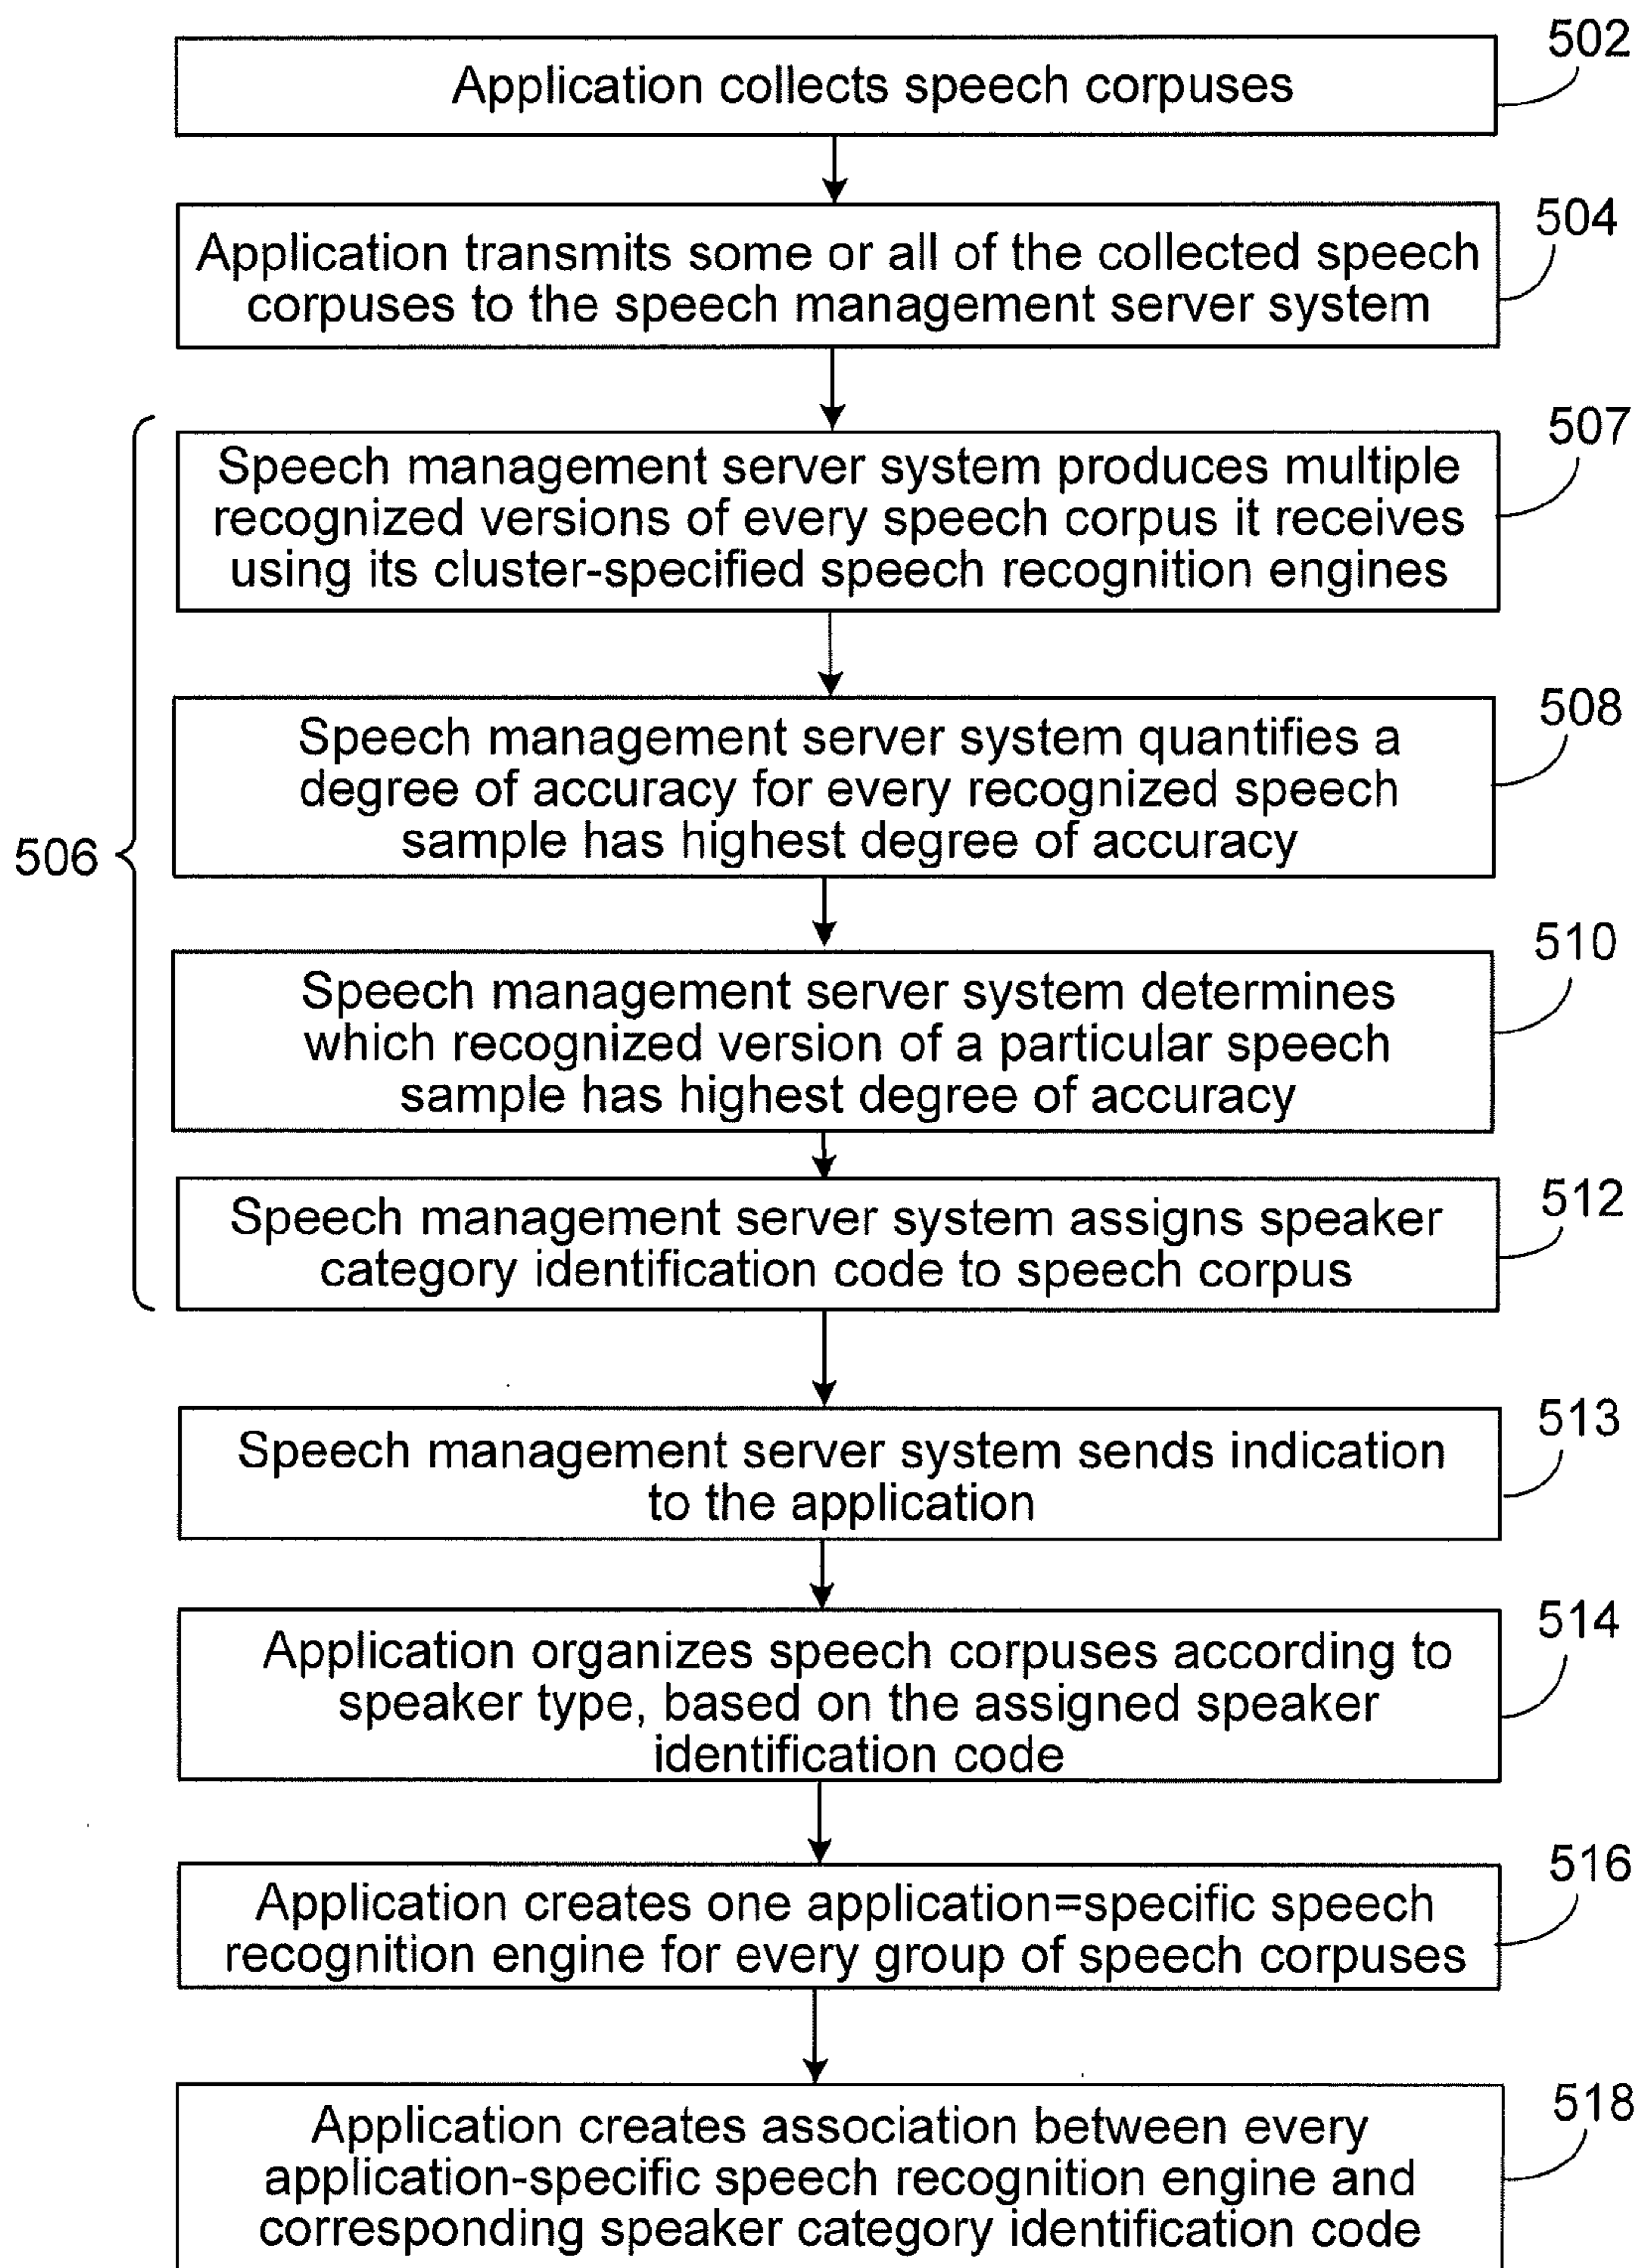 502
Application collects speech corpuses
504
Application transmits some or all of the collected speech
corpuses to the speech management server system
507
Speech management server system produces multiple
recognized versions of every speech corpus it receives
using its cluster-specified speech recognition engines
508
Speech management server system quantifies a
degree of accuracy for every recognized speech
sample has highest degree of accuracy
506
510
Speech management server system determines
which recognized version of a particular speech
sample has highest degree of accuracy
512
Speech management server system assigns speaker
category identification code to speech corpus
513
Speech management server system sends indication
to the application
514
Application organizes speech corpuses according to
speaker type, based on the assigned speaker
identification code
516
Application creates one application=specific speech
recognition engine for every group of speech corpuses
518
Application creates association between every
application-specific speech recognition engine and
corresponding speaker category identification code